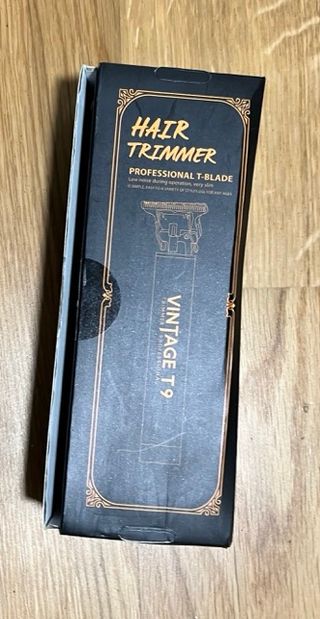 HAIR
TRIMMER
PROFESSIONAL T-BLADE
Low noise during operation, very slim
VINTAGE T9